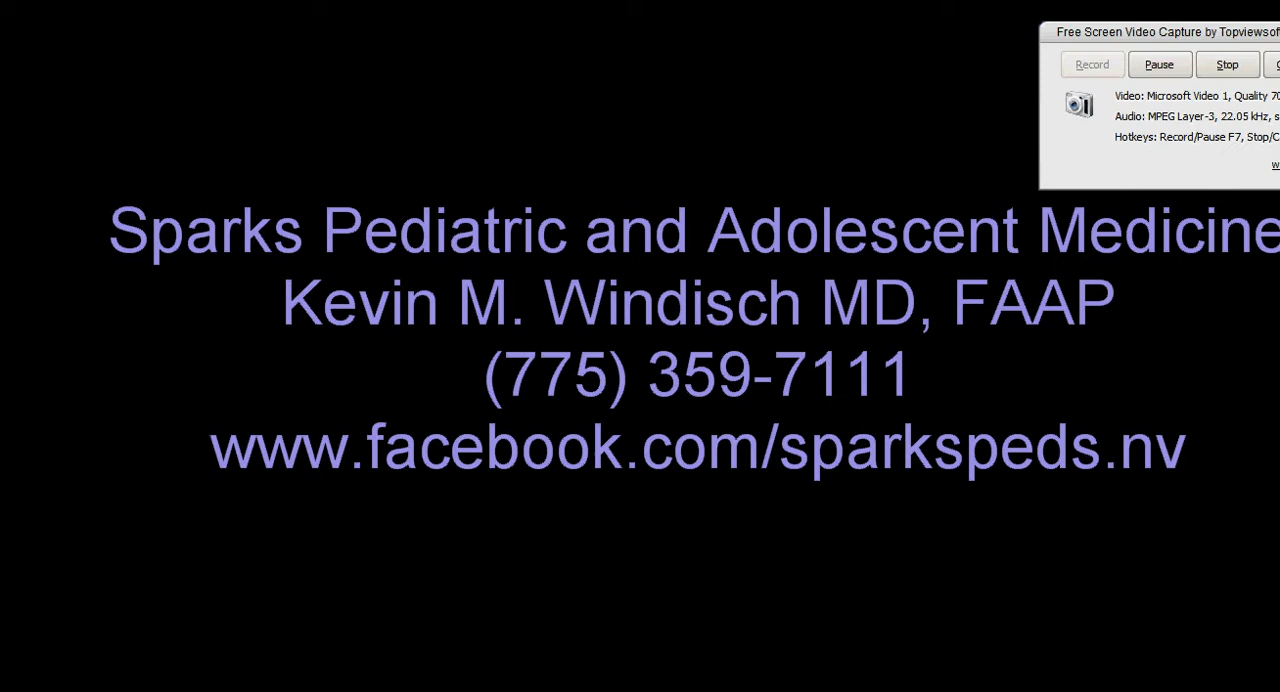 Free Screen Video Capture by Topviewsoft
Record Pause Stop
Video: Microsoft Video 1, Quality 70
Audio: MPEG Layer-3, 22.05 kHz, s
Hotkeys: Record/Pause F7, Stop/C
w
Sparks Pediatric and Adolescent Medicine
Kevin M. Windisch MD, FAAP
(775) 359-7111
www.facebook.com/sparkspeds.nv